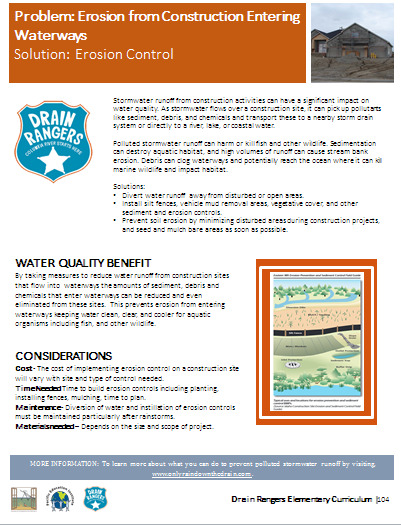 Problem: Erosion from Construction Entering
Waterways
Solution: Erosion Control
DRAIN
RANGERS
COLUMBIA RIVER STARTS HERE
Stormwater runoff from construction activities can have a significant impact on
water quality. As stormwater flows over a construction site, it can pick up pollutants
like sediment, debris, and chemicals and transport these to a nearby storm drain
system or directly to a river, lake, or coastal water.
Polluted stormwater runoff can harm or kill fish and other wildlife. Sedimentation
can destroy aquatic habitat, and high volumes of runoff can cause stream bank
erosion. Debris can clog waterways and potentially reach the ocean where it can kill
marine wildlife and impact habitat.
Solutions:
• Divert water runoff away from disturbed or open areas.
• Install silt fences, vehicle mud removal areas, vegetative cover, and other
sediment and erosion controls.
• Prevent soil erosion by minimizing disturbed areas during construction projects,
and seed and mulch bare areas as soon as possible.
WATER QUALITY BENEFIT
By taking measures to reduce water runoff from construction sites
that flow into waterways the amounts of sediment, debris and
chemicals that enter waterways can be reduced and even
eliminated from these sites. This prevents erosion from entering
waterways keeping water clean, clear, and cooler for aquatic
organisms including fish, and other wildlife.
CONSIDERATIONS
Cost- The cost of implementing erosion control on a construction site
will vary with site and type of control needed.
Time Needed- Time to build erosion controls including planting,
installing fences, mulching, time to plan.
Maintenance- Diversion of water and instillation of erosion controls
must be maintained particularly after rainstorms.
Materials needed– Depends on the size and scope of project.
MORE INFORMATION: To learn more about what you can do to prevent polluted stormwater runoff by visiting,
www.onlyraindownthedrain.com.
DRAIN
RANGERS
Drain Rangers Elementary Curriculum |104